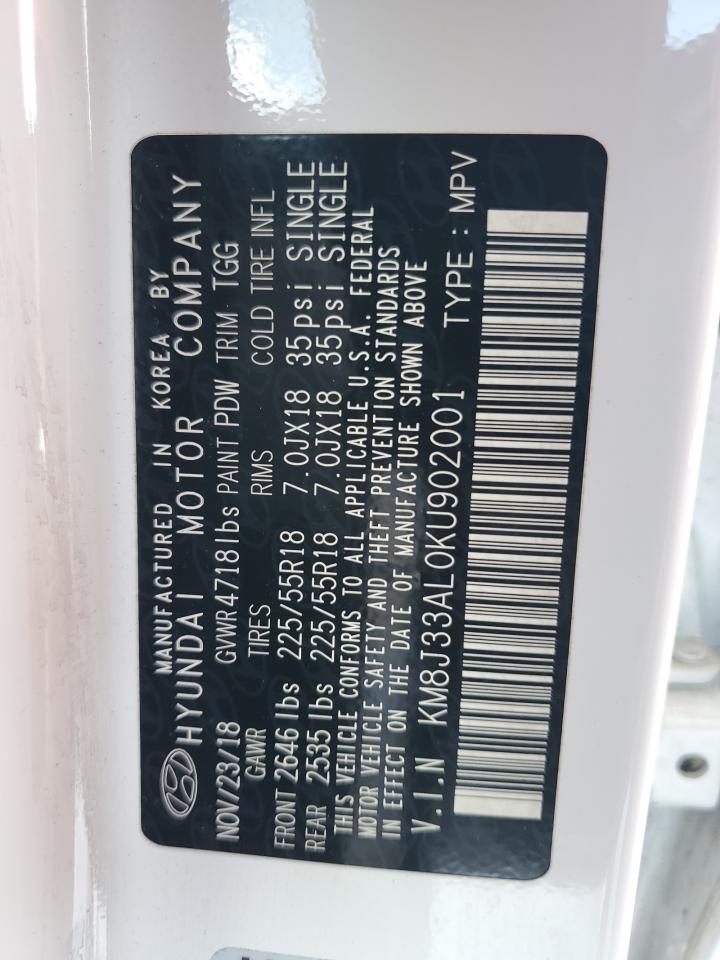 MANUFACTURED IN KOREA BY
HYUNDAI MOTOR COMPANY
NOV/23/18 GVWR 4718 lbs PAINT PDW TRIM TGG
GAWR TIRES RIMS COLD TIRE INFL
FRONT 2646 lbs 225/55R18 7.0JX18 35psi SINGLE
REAR 2535 lbs 225/55R18 7.0JX18 35psi SINGLE
THIS VEHICLE CONFORMS TO ALL APPLICABLE U.S.A. FEDERAL
MOTOR VEHICLE SAFETY AND THEFT PREVENTION STANDARDS
IN EFFECT ON THE DATE OF MANUFACTURE SHOWN ABOVE
V.I.N KM8J33AL0KU902001 TYPE : MPV